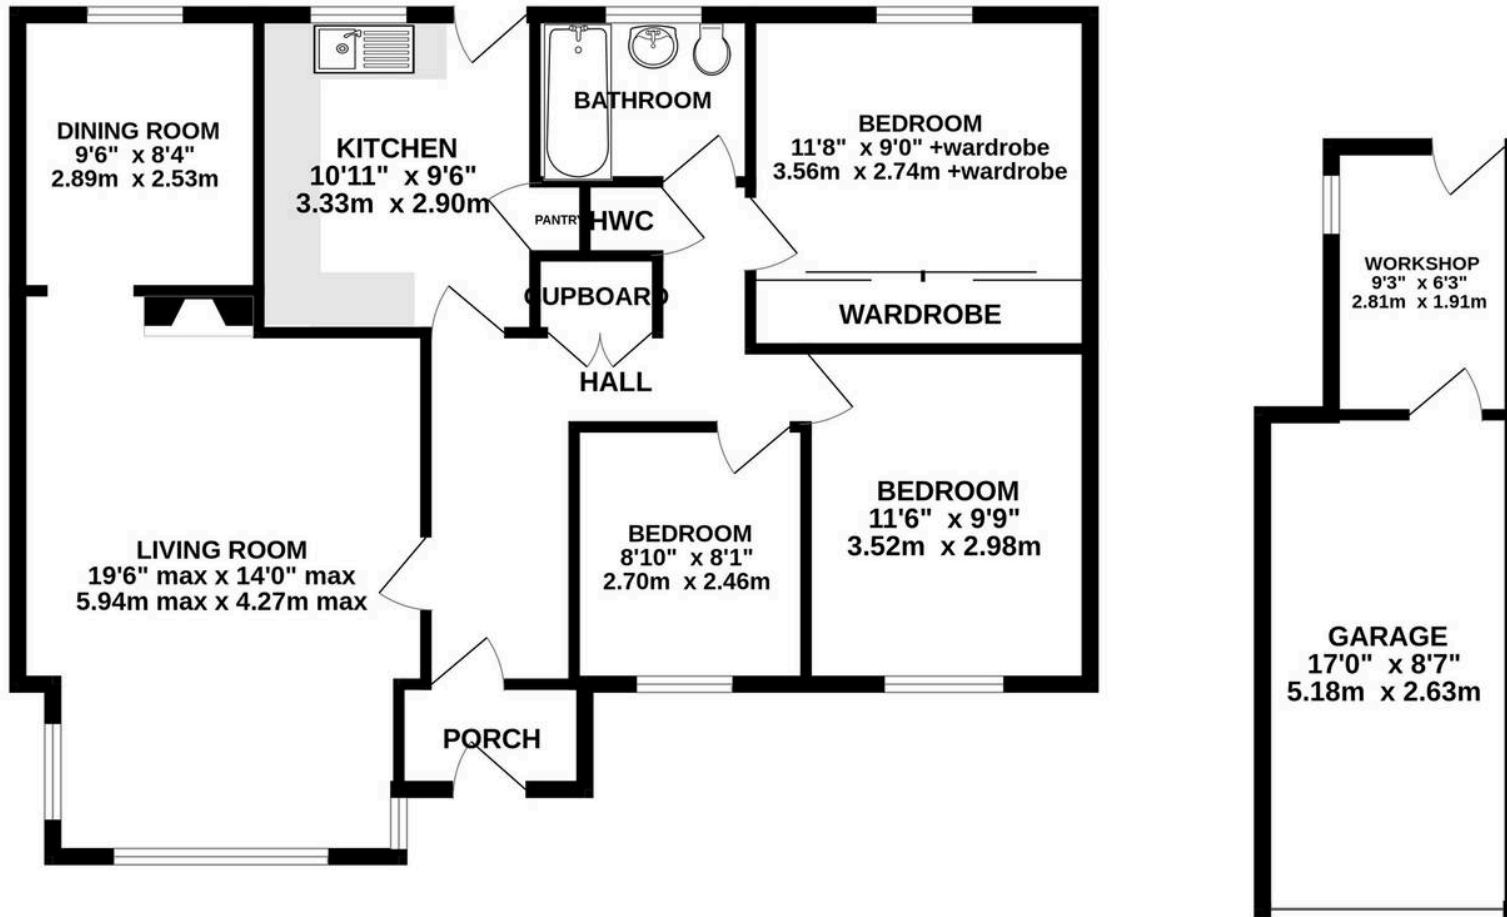 DINING ROOM
9'6" x 8'4"
2.89m x 2.53m
KITCHEN
10'11" x 9'6"
3.33m x 2.90m
BATHROOM
BEDROOM
11'8" x 9'0" +wardrobe
3.56m x 2.74m +wardrobe
PANTRY
HWC
CUPBOARD
WARDROBE
HALL
LIVING ROOM
19'6" max x 14'0" max
5.94m max x 4.27m max
BEDROOM
8'10" x 8'1"
2.70m x 2.46m
BEDROOM
11'6" x 9'9"
3.52m x 2.98m
PORCH
WORKSHOP
9'3" x 6'3"
2.81m x 1.91m
GARAGE
17'0" x 8'7"
5.18m x 2.63m